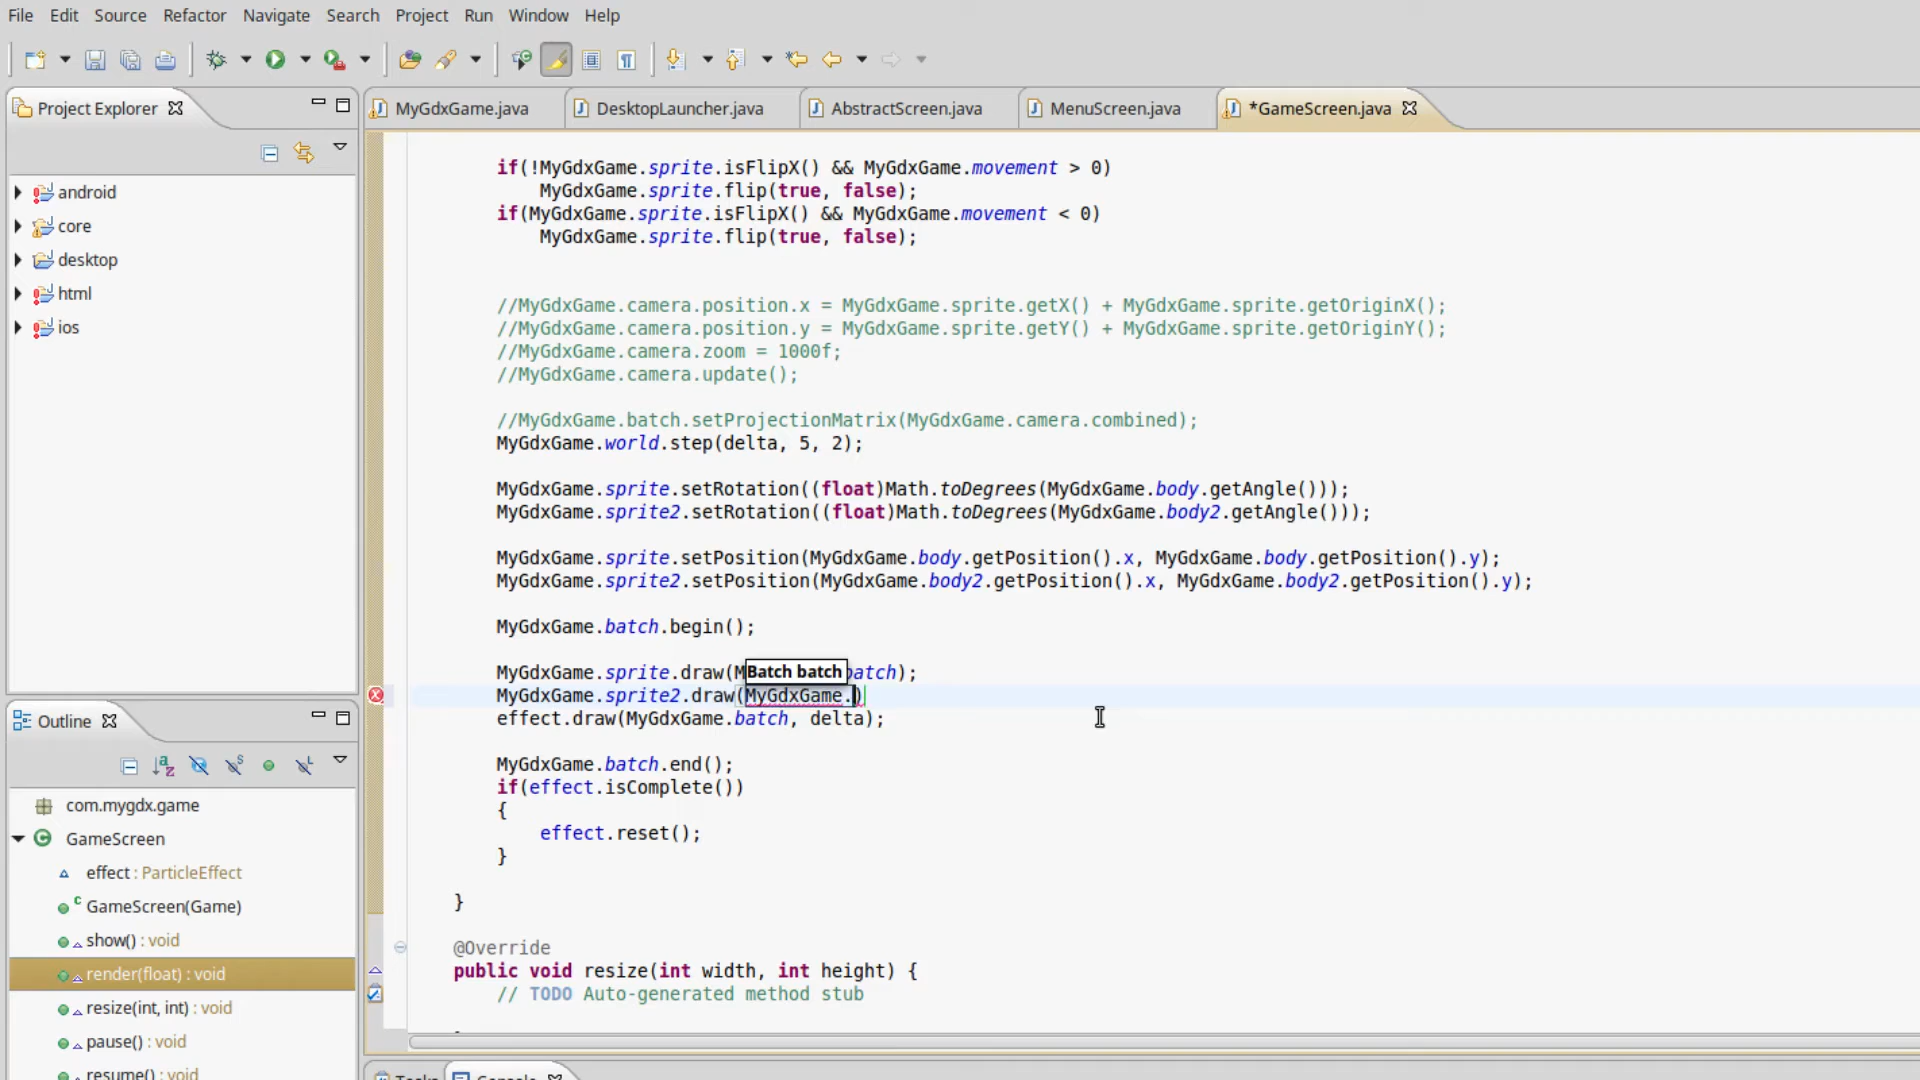 File Edit Source Refactor Navigate Search Project Run Window Help
Project Explorer
MyGdxGame.java DesktopLauncher.java AbstractScreen.java MenuScreen.java *GameScreen.java
android
core
desktop
html
ios
if(!MyGdxGame.sprite.isFlipX() && MyGdxGame.movement > 0)
MyGdxGame.sprite.flip(true, false);
if(MyGdxGame.sprite.isFlipX() && MyGdxGame.movement < 0)
MyGdxGame.sprite.flip(true, false);
//MyGdxGame.camera.position.x = MyGdxGame.sprite.getX() + MyGdxGame.sprite.getOriginX();
//MyGdxGame.camera.position.y = MyGdxGame.sprite.getY() + MyGdxGame.sprite.getOriginY();
//MyGdxGame.camera.zoom = 1000f;
//MyGdxGame.camera.update();
//MyGdxGame.batch.setProjectionMatrix(MyGdxGame.camera.combined);
MyGdxGame.world.step(delta, 5, 2);
MyGdxGame.sprite.setRotation((float)Math.toDegrees(MyGdxGame.body.getAngle()));
MyGdxGame.sprite2.setRotation((float)Math.toDegrees(MyGdxGame.body2.getAngle()));
MyGdxGame.sprite.setPosition(MyGdxGame.body.getPosition().x, MyGdxGame.body.getPosition().y);
MyGdxGame.sprite2.setPosition(MyGdxGame.body2.getPosition().x, MyGdxGame.body2.getPosition().y);
MyGdxGame.batch.begin();
MyGdxGame.sprite.draw(M Batch batch batch);
MyGdxGame.sprite2.draw(MyGdxGame.)
effect.draw(MyGdxGame.batch, delta);
MyGdxGame.batch.end();
if(effect.isComplete())
{
effect.reset();
}
}
@Override
public void resize(int width, int height) {
// TODO Auto-generated method stub
Outline
com.mygdx.game
GameScreen
effect : ParticleEffect
GameScreen(Game)
show() : void
render(float) : void
resize(int, int) : void
pause() : void
resume() : void
Tasks Console